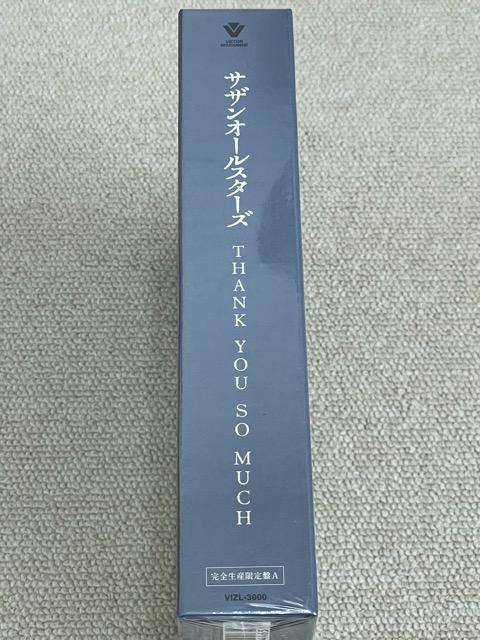 VICTOR
ENTERTAINMENT
サザンオールスターズ
THANK YOU SO MUCH
完全生産限定盤A
VIZL-3000